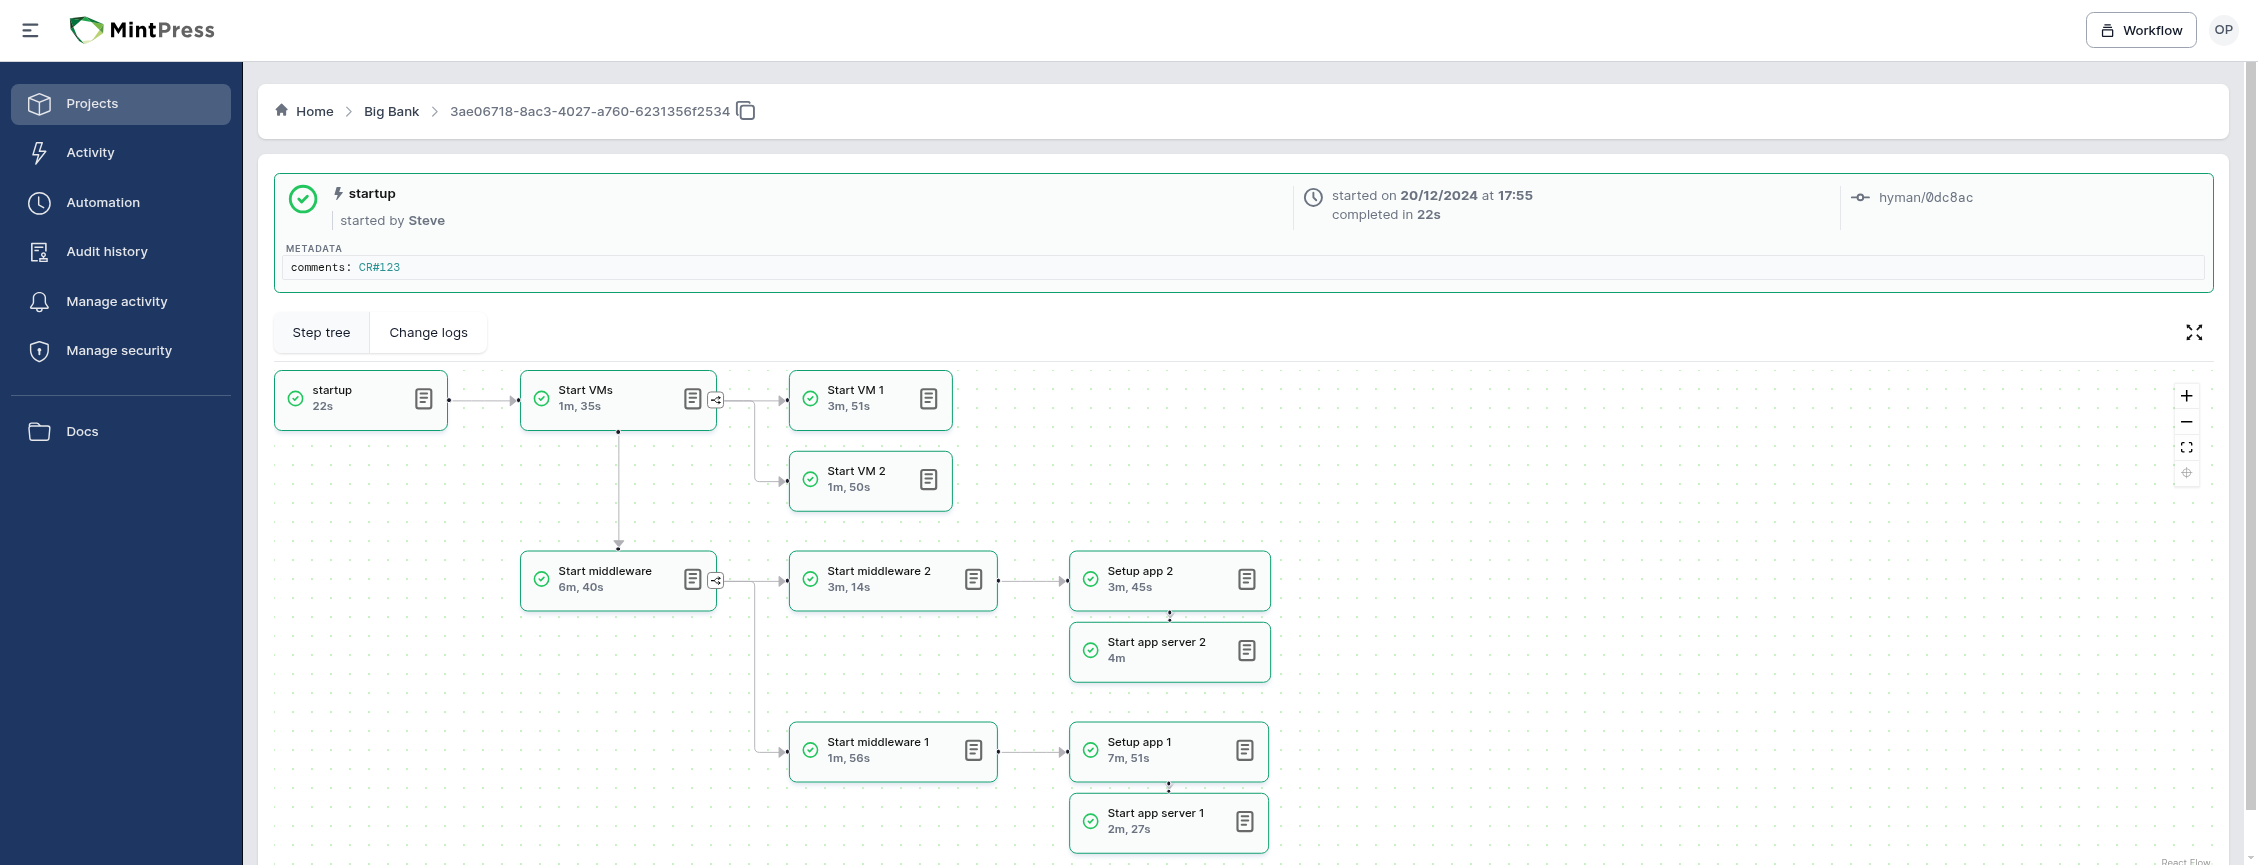 MintPress
Workflow
OP
Projects
Activity
Automation
Audit history
Manage activity
Manage security
Docs
Home
Big Bank
3ae06718-8ac3-4027-a760-6231356f2534
startup
started by Steve
started on 20/12/2024 at 17:55
completed in 22s
hyman/0dc8ac
METADATA
comments: CR#123
Step tree
Change logs
startup
22s
Start VMs
1m, 35s
Start VM 1
3m, 51s
Start VM 2
1m, 50s
Start middleware
6m, 40s
Start middleware 2
3m, 14s
Setup app 2
3m, 45s
Start app server 2
4m
Start middleware 1
1m, 56s
Setup app 1
7m, 51s
Start app server 1
2m, 27s
React Flow